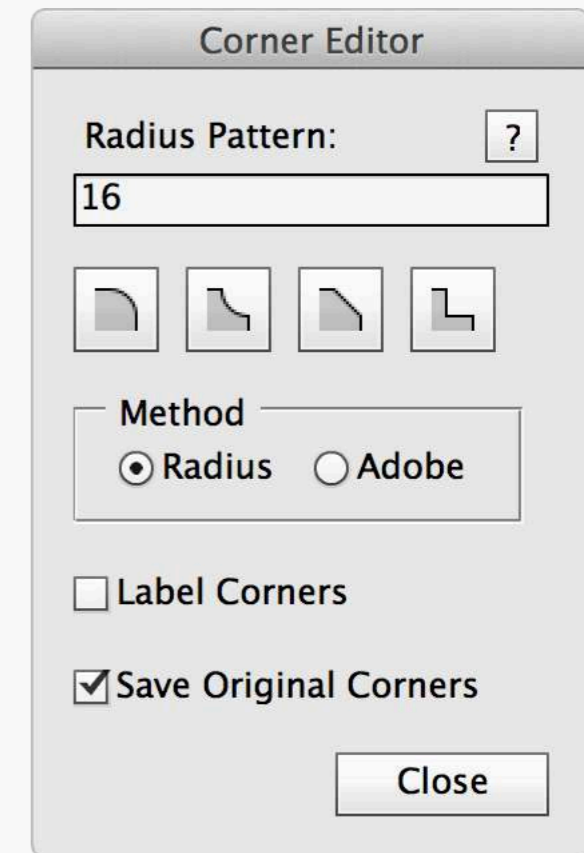 Corner Editor
Radius Pattern:
?
16
Method
Radius
Adobe
Label Corners
Save Original Corners
Close